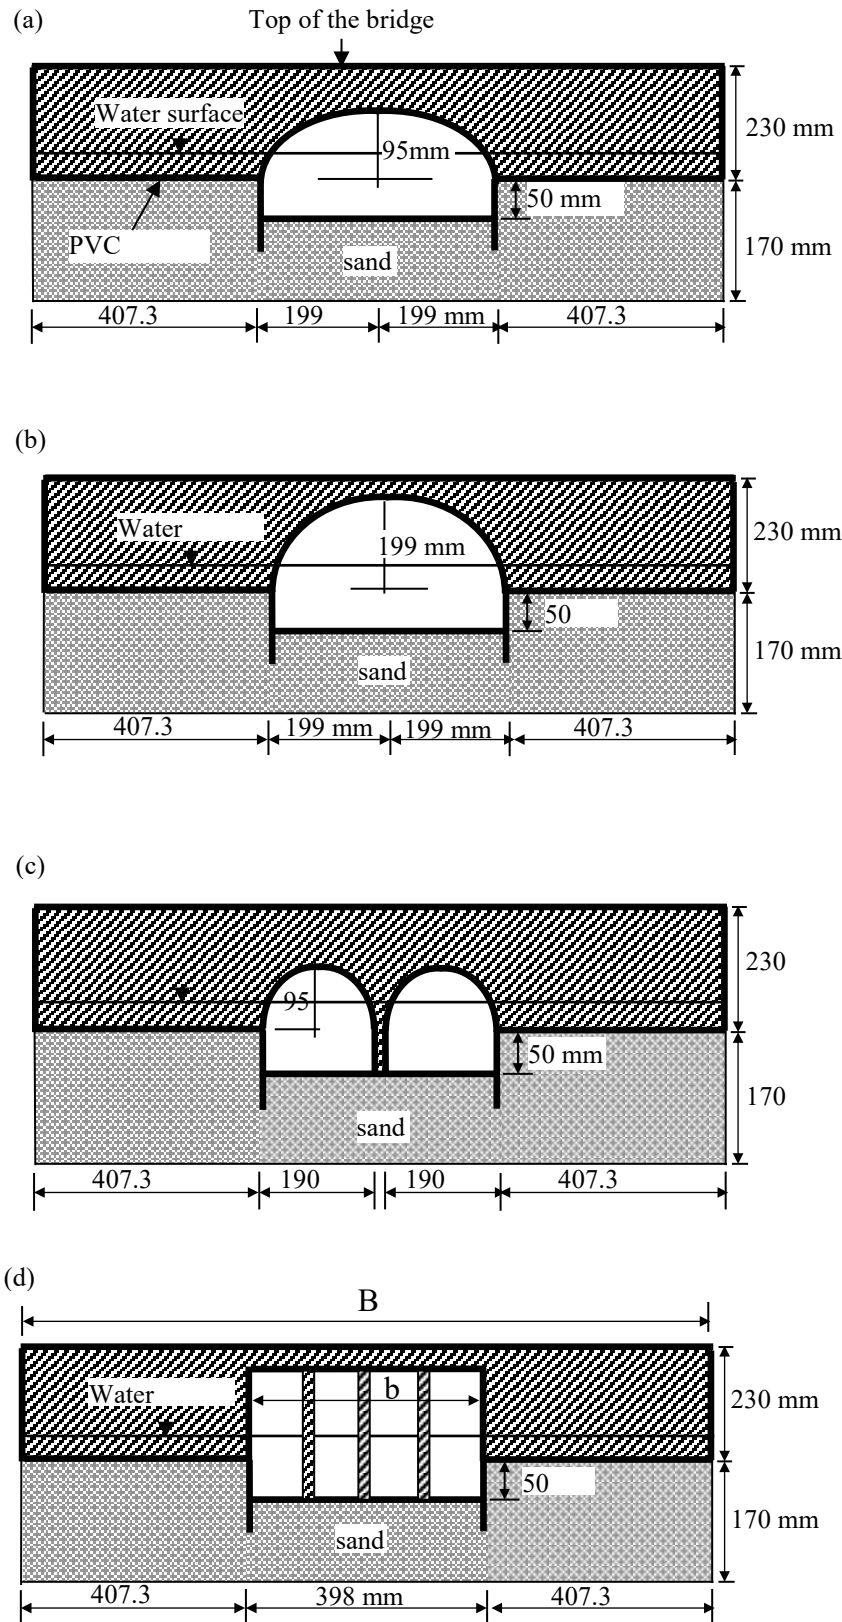 (a)
Top of the bridge
Water surface
95mm
230 mm
50 mm
PVC
sand
170 mm
407.3
199
199 mm
407.3
(b)
Water
199 mm
230 mm
50
sand
170 mm
407.3
199 mm
199 mm
407.3
(c)
95
230
50 mm
sand
170
407.3
190
190
407.3
(d)
B
Water
b
230 mm
50
sand
170 mm
407.3
398 mm
407.3